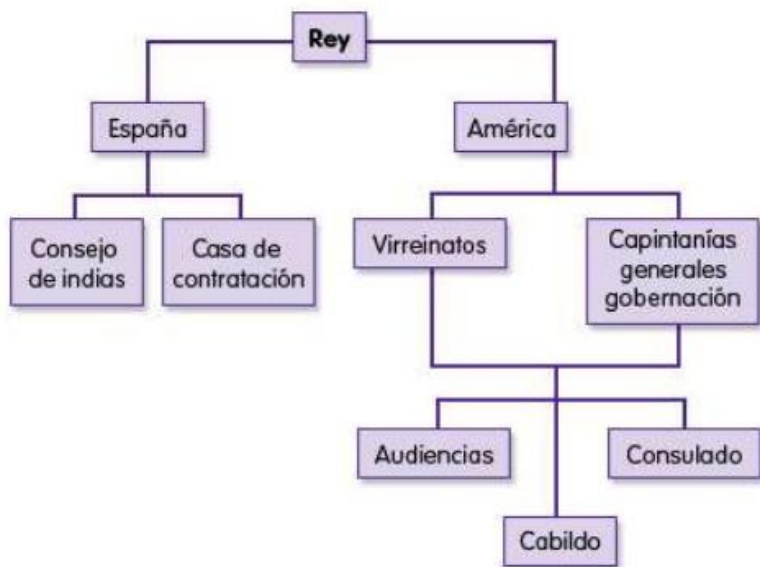 Rey
España
América
Consejo
de indias
Casa de
contratación
Virreinatos
Capintanías
generales
gobernación
Audiencias
Consulado
Cabildo